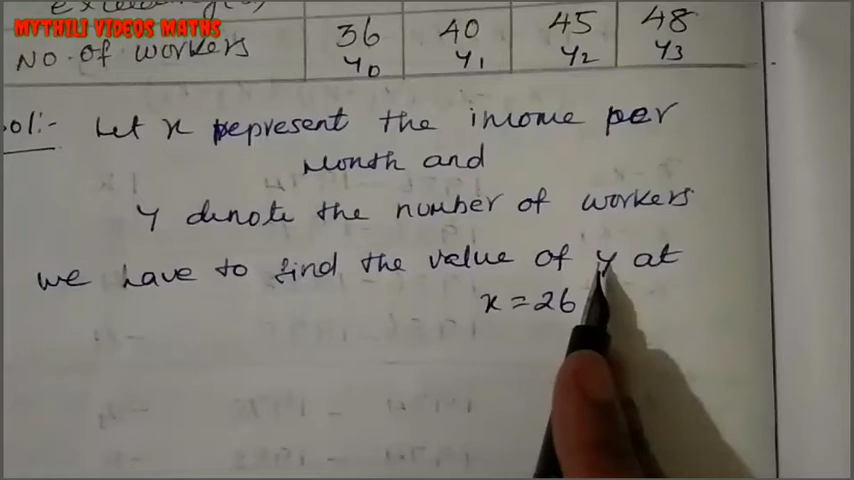 MYTHILI VIDEOS MATHS
No. of workers 36 40 45 48
y0 y1 y2 y3
Sol:- Let x represent the income per
Month and
Y denote the number of workers
we have to find the value of y at
x = 26